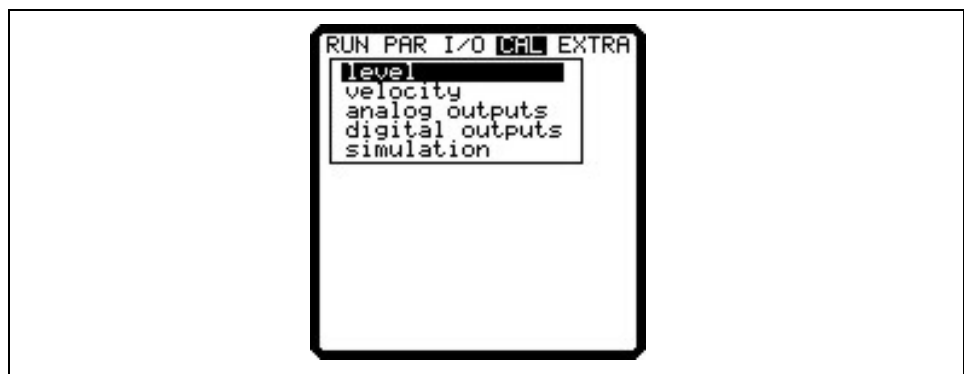 RUN PAR I/O CAL EXTRA
level
velocity
analog outputs
digital outputs
simulation